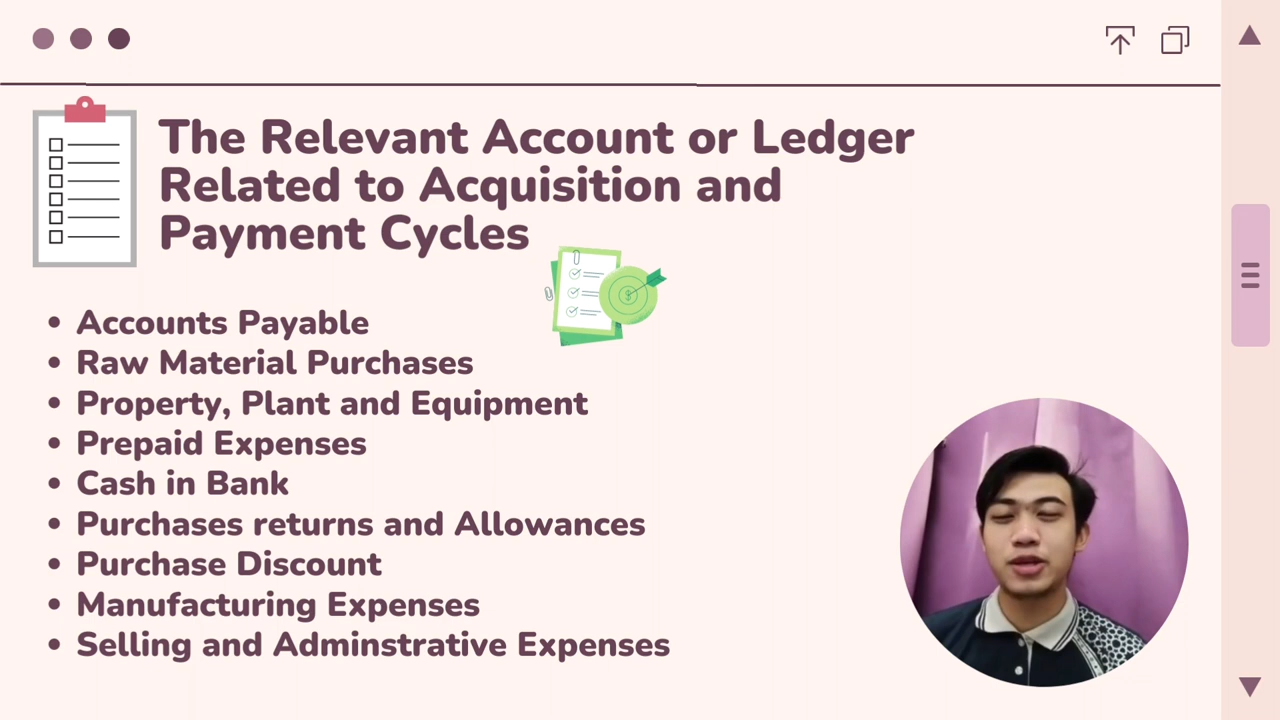 The Relevant Account or Ledger
Related to Acquisition and
Payment Cycles
• Accounts Payable
• Raw Material Purchases
• Property, Plant and Equipment
• Prepaid Expenses
• Cash in Bank
• Purchases returns and Allowances
• Purchase Discount
• Manufacturing Expenses
• Selling and Adminstrative Expenses